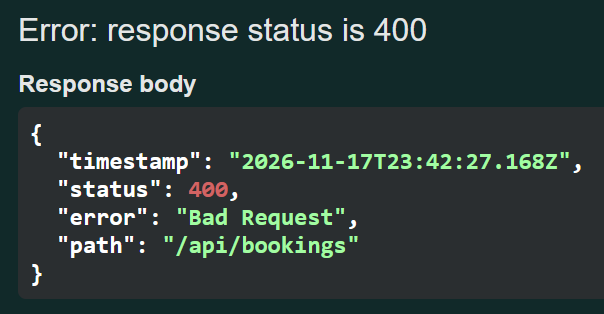 Error: response status is 400
Response body
{
  "timestamp": "2026-11-17T23:42:27.168Z",
  "status": 400,
  "error": "Bad Request",
  "path": "/api/bookings"
}